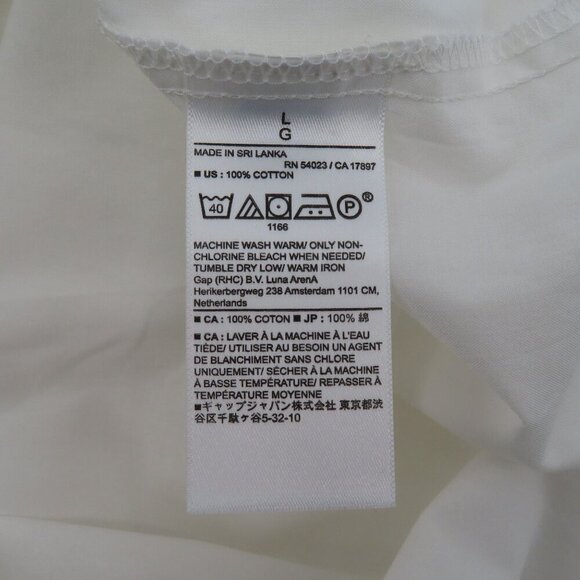 L
G
MADE IN SRI LANKA
RN 54023 / CA 17897
■ US : 100% COTTON
40 P ®
1166
MACHINE WASH WARM/ ONLY NON-
CHLORINE BLEACH WHEN NEEDED/
TUMBLE DRY LOW/ WARM IRON
Gap (RHC) B.V. Luna ArenA
Herikerbergweg 238 Amsterdam 1101 CM,
Netherlands
■ CA : 100% COTON ■ JP : 100% 綿
■ CA : LAVER À LA MACHINE À L'EAU
TIÈDE/ UTILISER AU BESOIN UN AGENT
DE BLANCHIMENT SANS CHLORE
UNIQUEMENT/ SÉCHER À LA MACHINE
À BASSE TEMPÉRATURE/ REPASSER À
TEMPÉRATURE MOYENNE
■ギャップジャパン株式会社 東京都渋
谷区千駄ヶ谷5-32-10